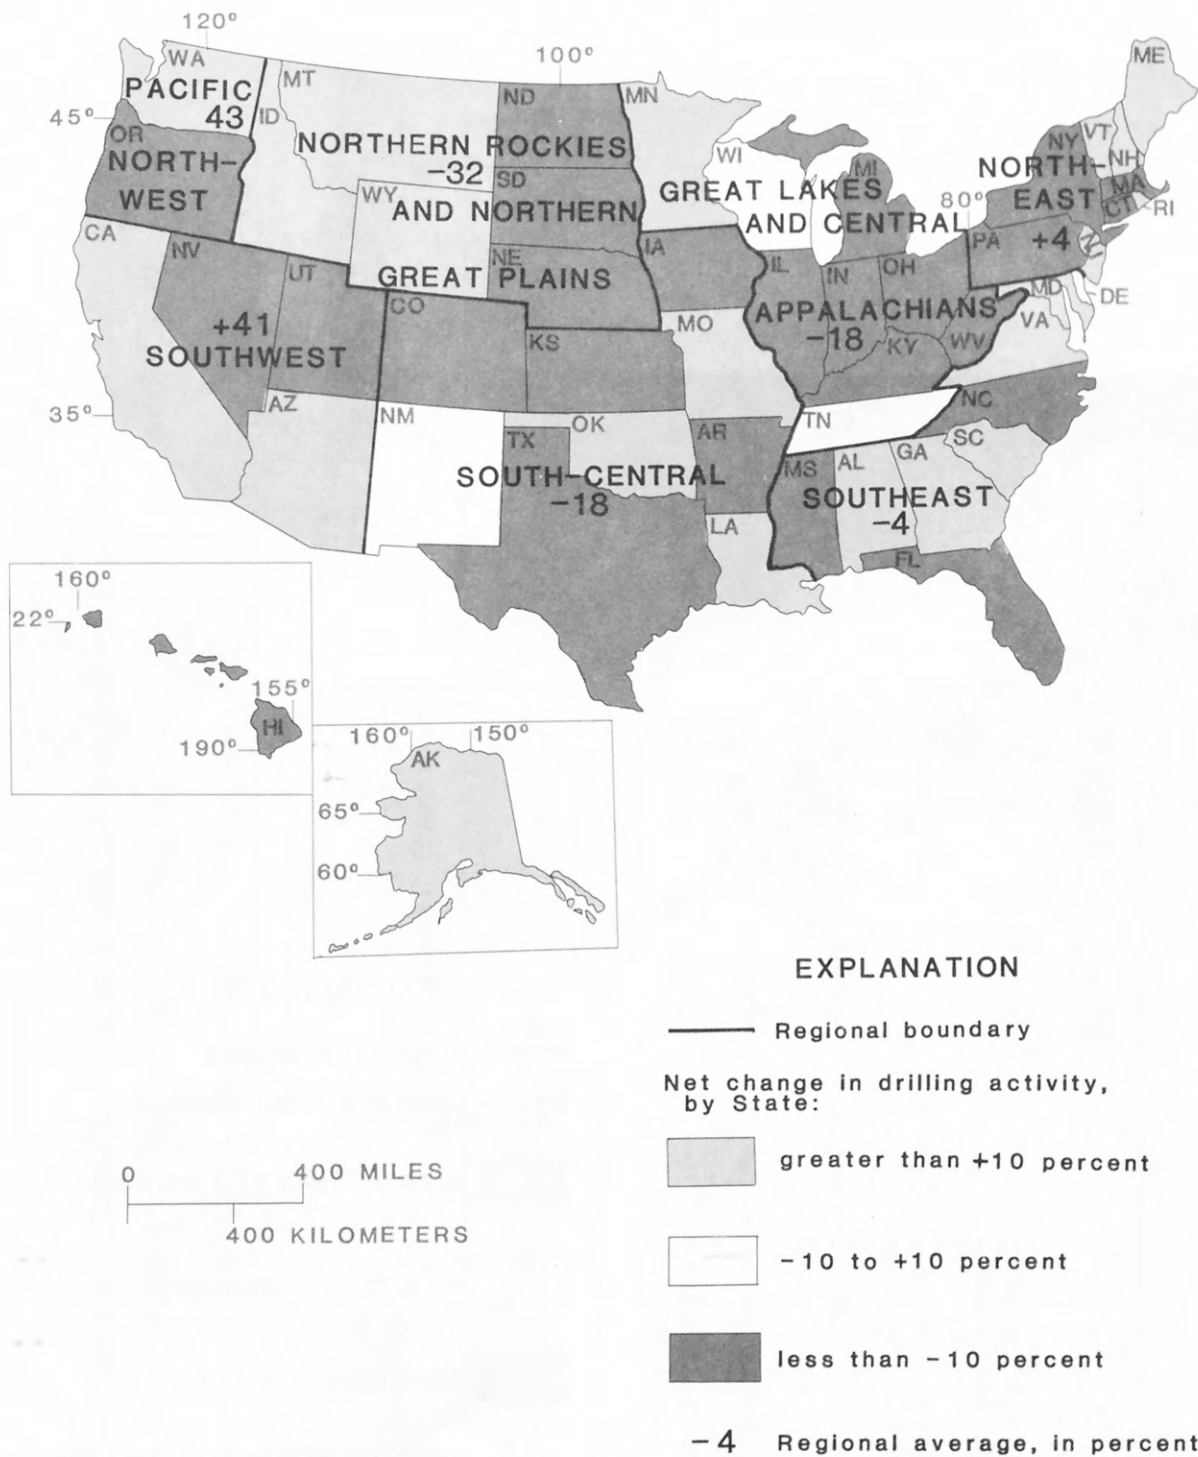 120°
100°
WA
MT
ND
MN
ME
PACIFIC
43
ID
45°
OR
NORTHERN ROCKIES
-32
NORTH-
WEST
WI
MI
NY
VT
NH
NORTH-
EAST
MA
CT
RI
SD
WY
AND NORTHERN
GREAT LAKES
AND CENTRAL
80°
CA
NV
UT
NE
GREAT PLAINS
IA
IL
IN
OH
PA
+4
NJ
MD
DE
CO
+41
SOUTHWEST
KS
MO
APPALACHIANS
-18
KY
WV
VA
35°
AZ
NM
TX
OK
AR
TN
NC
SC
SOUTH-CENTRAL
-18
MS
AL
GA
SOUTHEAST
-4
LA
FL
160°
22°
155°
HI
190°
160°
150°
AK
65°
60°
EXPLANATION
Regional boundary
Net change in drilling activity,
by State:
greater than +10 percent
-10 to +10 percent
less than -10 percent
-4 Regional average, in percent
0 400 MILES
400 KILOMETERS